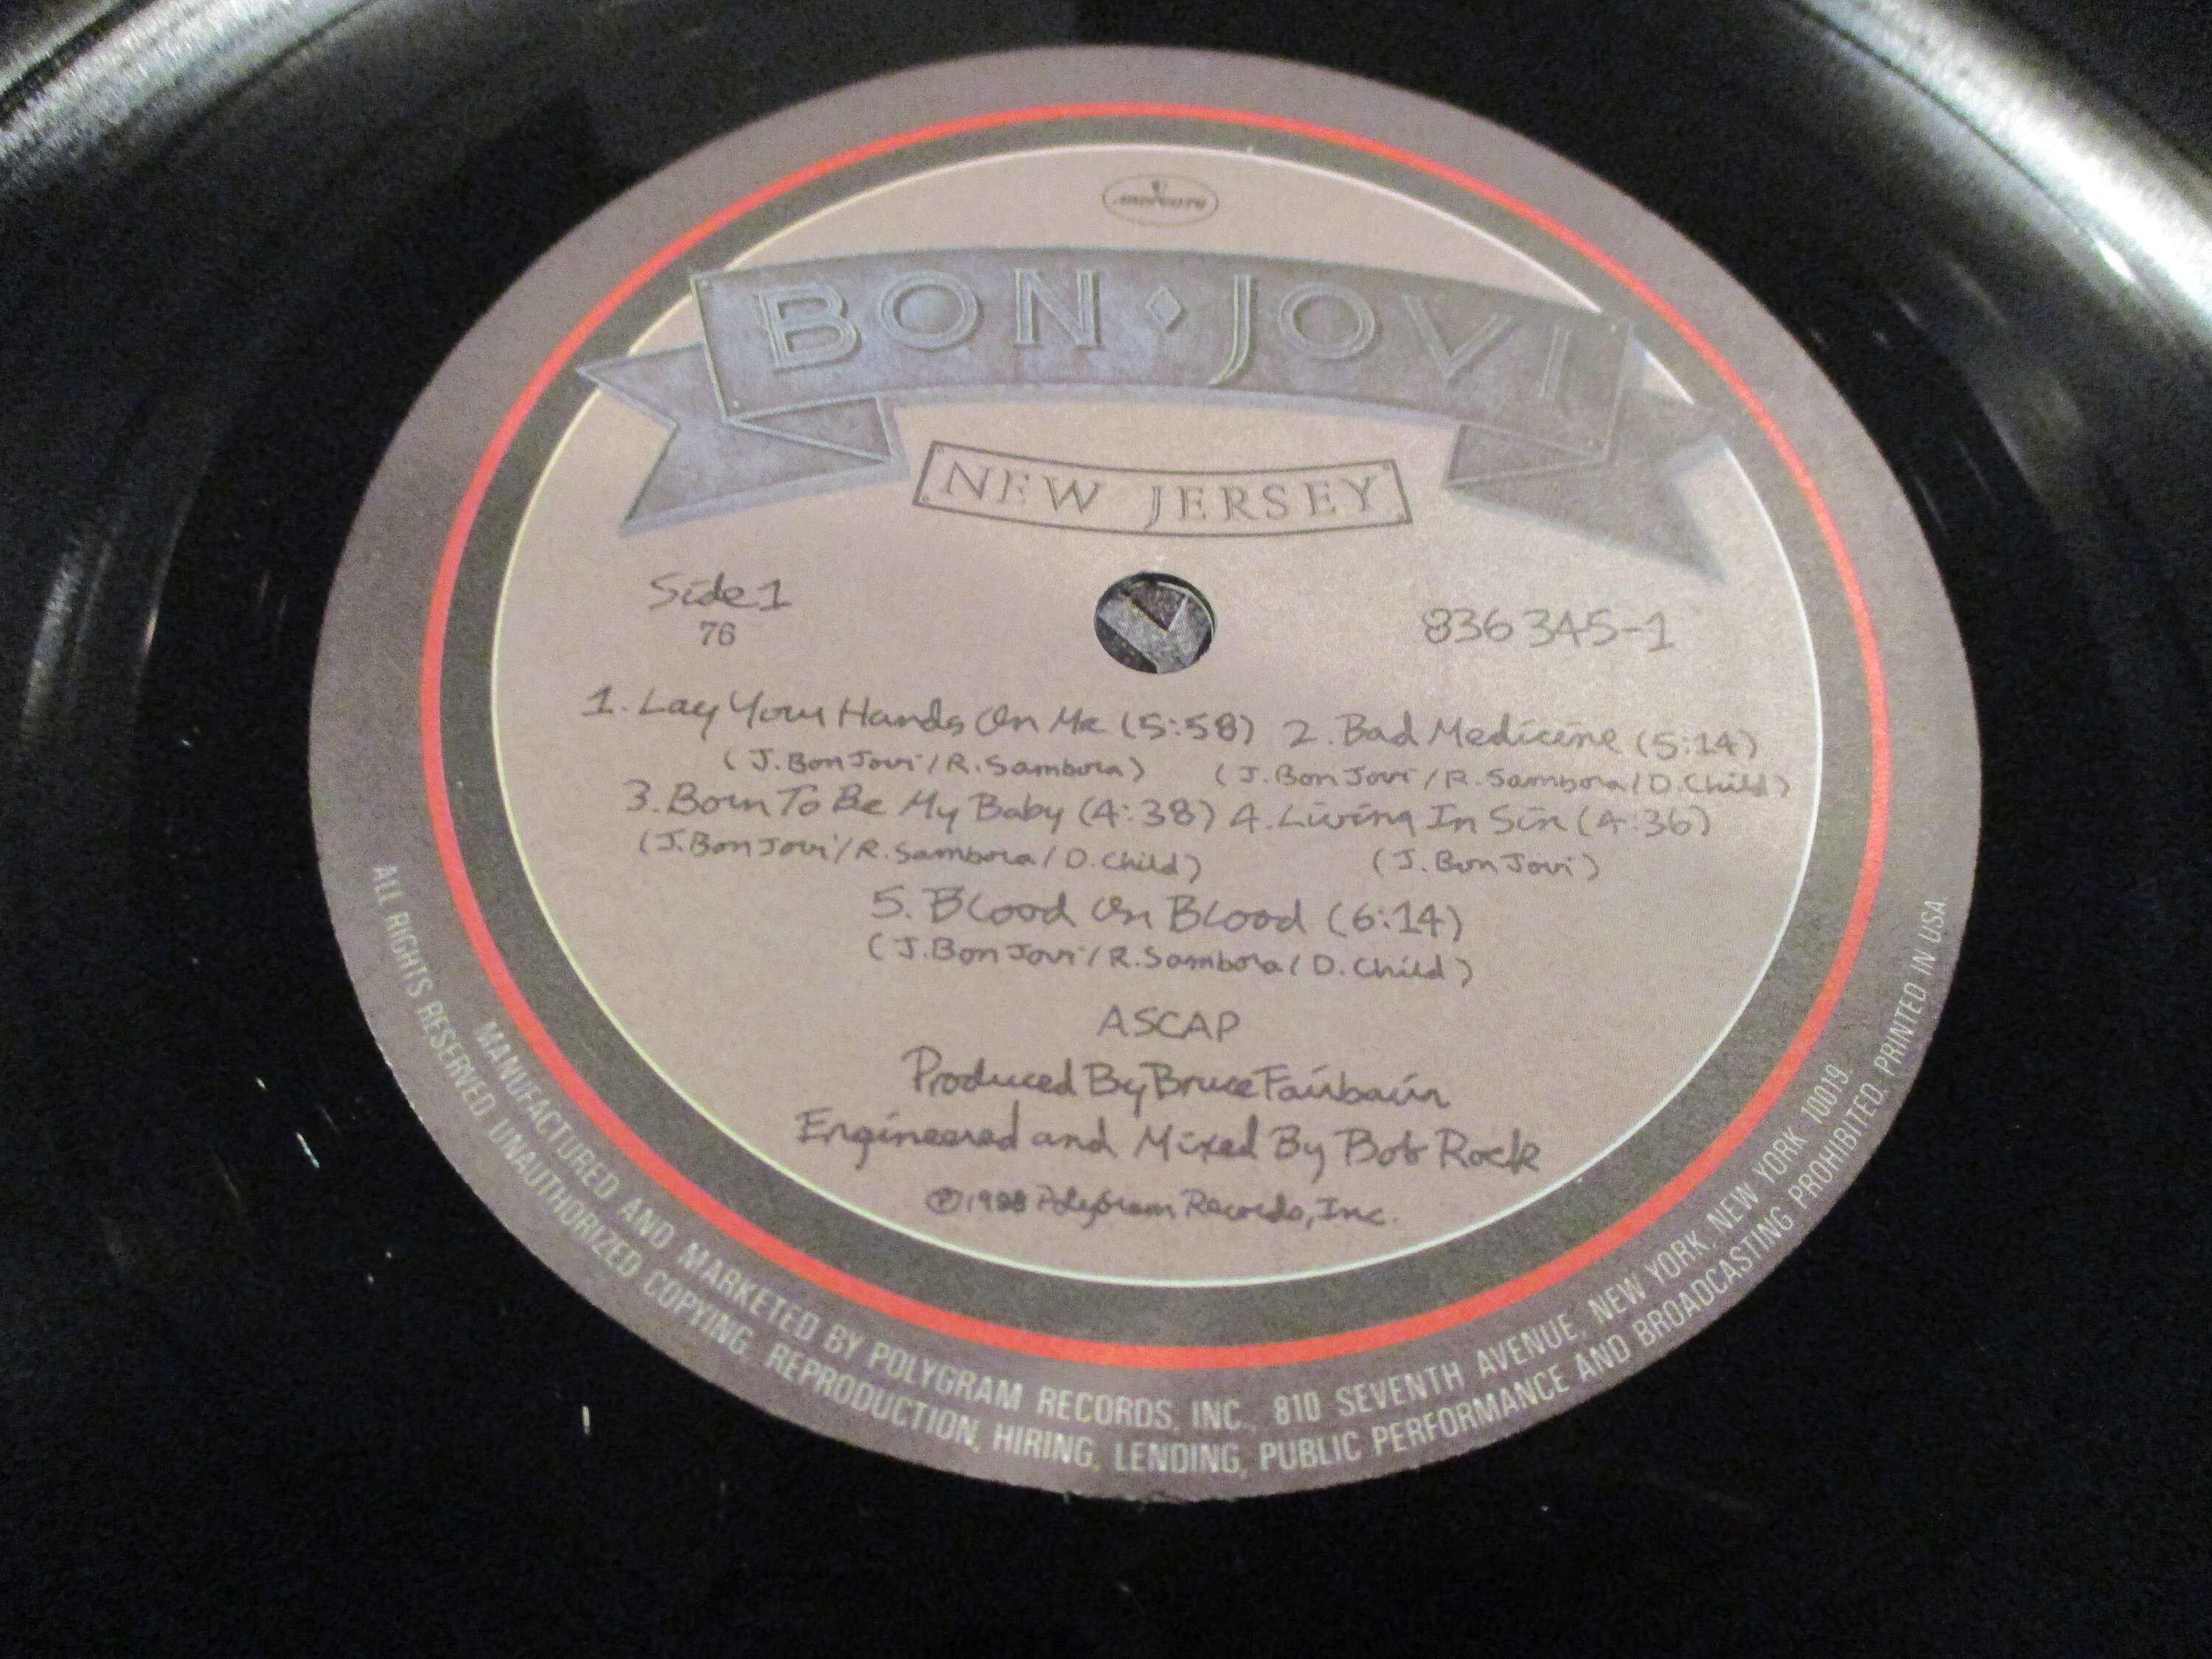 mercury
BON◆JOVI
NEW JERSEY
Side 1
76
836 345-1
1. Lay Your Hands On Me (5:58) 2. Bad Medicine (5:14)
(J. Bon Jovi / R. Sambora) (J. Bon Jovi / R. Sambora / D. Child)
3. Born To Be My Baby (4:38) 4. Living In Sin (4:36)
(J. Bon Jovi / R. Sambora / D. Child) (J. Bon Jovi)
5. Blood On Blood (6:14)
(J. Bon Jovi / R. Sambora / D. Child)
ASCAP
Produced By Bruce Fairbairn
Engineered and Mixed By Bob Rock
℗1988 PolyGram Records, Inc.
MANUFACTURED AND MARKETED BY POLYGRAM RECORDS, INC., 810 SEVENTH AVENUE, NEW YORK, NEW YORK 10019.
ALL RIGHTS RESERVED. UNAUTHORIZED COPYING, REPRODUCTION, HIRING, LENDING, PUBLIC PERFORMANCE AND BROADCASTING PROHIBITED. PRINTED IN USA.